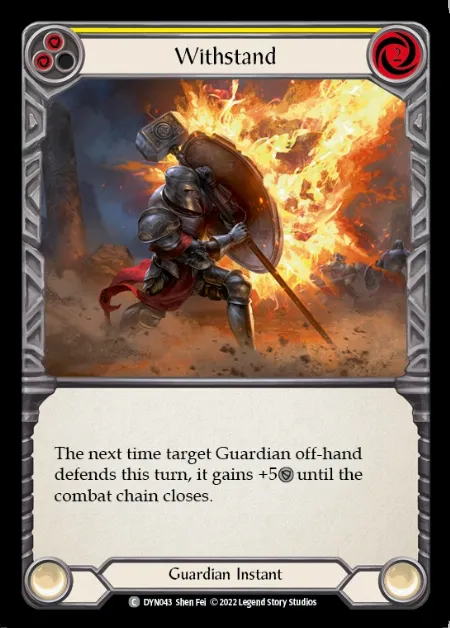 2
Withstand
The next time target Guardian off-hand
defends this turn, it gains +5 until the
combat chain closes.
Guardian Instant
C DYN043 Shen Fei © 2022 Legend Story Studios